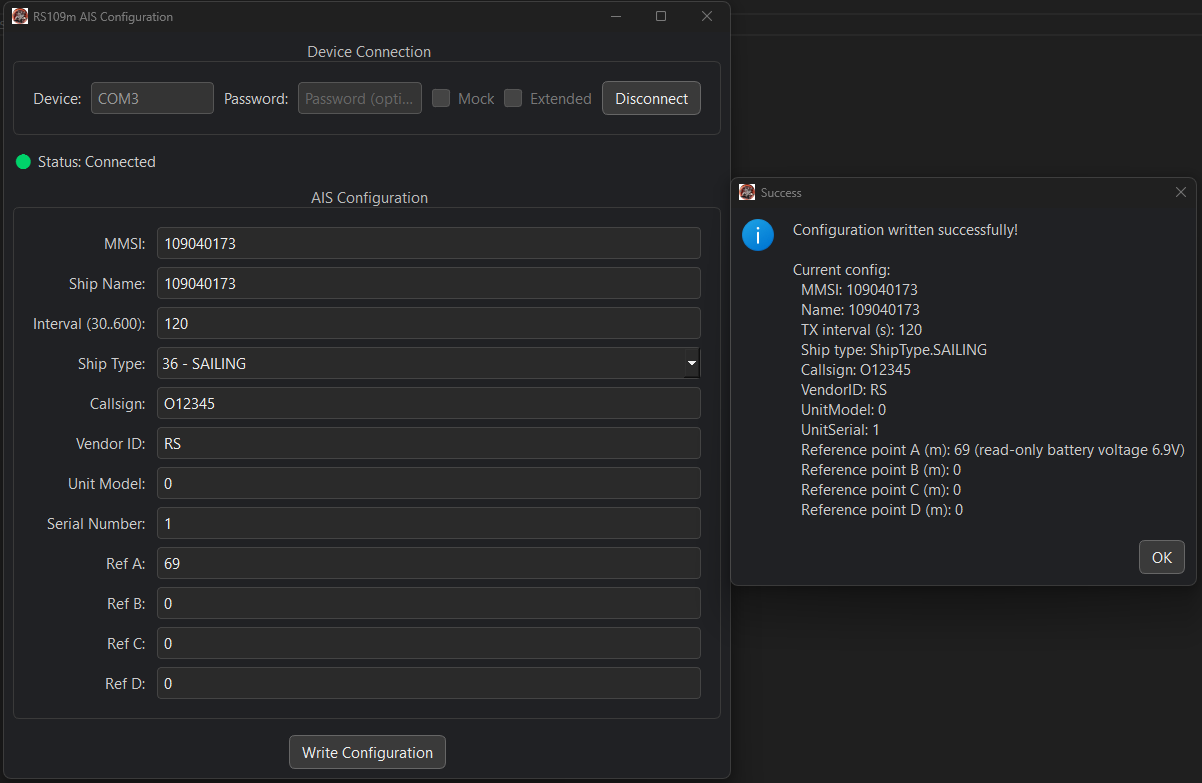 RS109m AIS Configuration
Device Connection
Device: COM3 Password: Password (opti... Mock Extended Disconnect
Status: Connected
AIS Configuration
MMSI: 109040173
Ship Name: 109040173
Interval (30..600): 120
Ship Type: 36 - SAILING
Callsign: O12345
Vendor ID: RS
Unit Model: 0
Serial Number: 1
Ref A: 69
Ref B: 0
Ref C: 0
Ref D: 0
Write Configuration
Success
Configuration written successfully!
Current config:
MMSI: 109040173
Name: 109040173
TX interval (s): 120
Ship type: ShipType.SAILING
Callsign: O12345
VendorID: RS
UnitModel: 0
UnitSerial: 1
Reference point A (m): 69 (read-only battery voltage 6.9V)
Reference point B (m): 0
Reference point C (m): 0
Reference point D (m): 0
OK